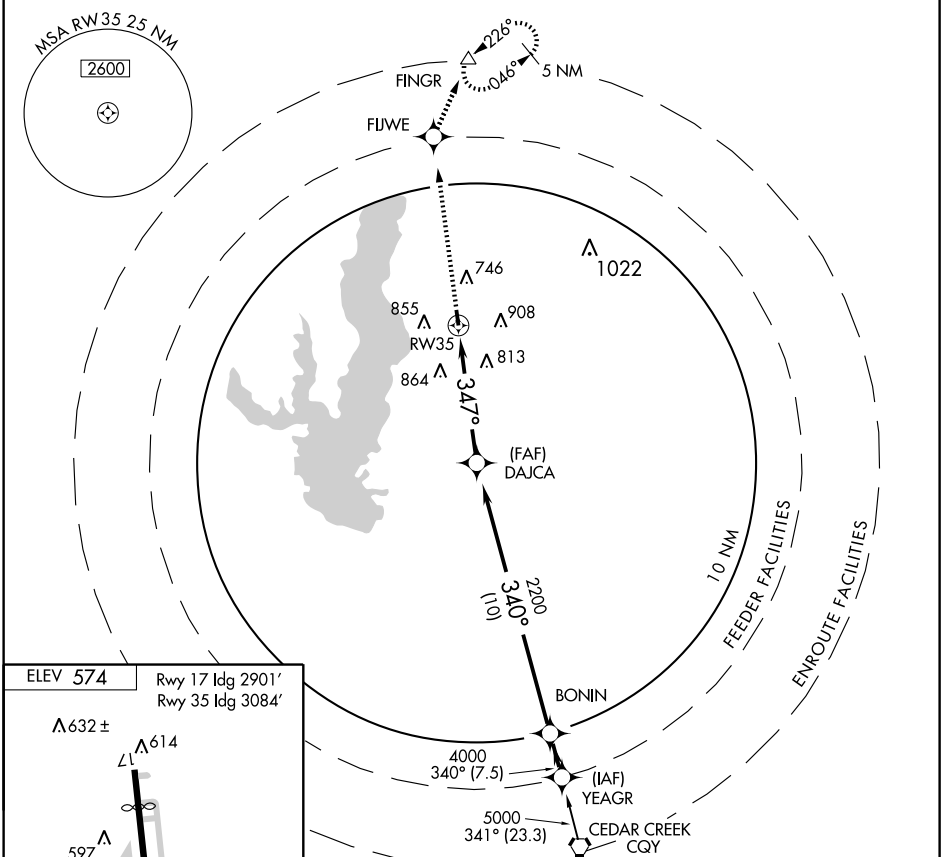 MSA RW35 25 NM
2600
226°
046°
5 NM
FINGR
FIJWE
1022
746
855
908
RW35
813
864
347°
(FAF)
DAJCA
10 NM
FEEDER FACILITIES
ENROUTE FACILITIES
2200
340°
(10)
BONIN
4000
340° (7.5)
(IAF)
YEAGR
5000
341° (23.3)
CEDAR CREEK
CQY
ELEV 574
Rwy 17 ldg 2901'
Rwy 35 ldg 3084'
632 ±
614
17
597